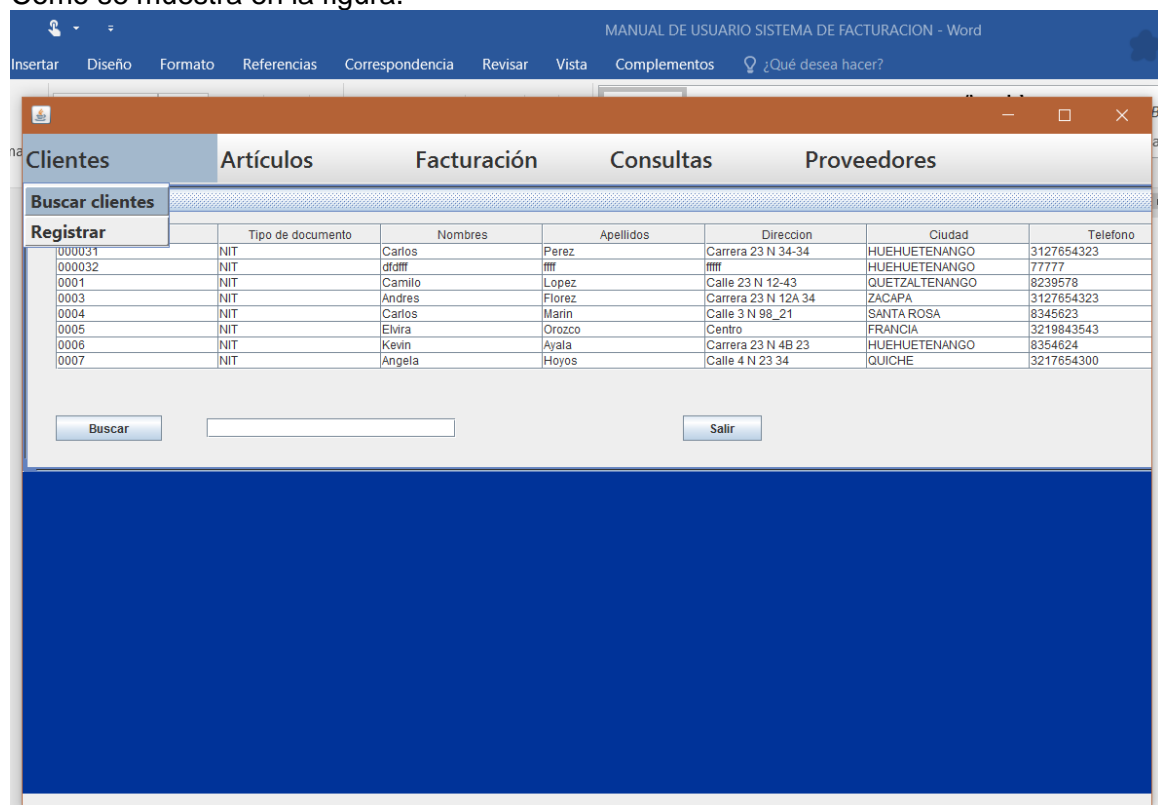 Como se muestra en la figura.
MANUAL DE USUARIO SISTEMA DE FACTURACION - Word
Insertar Diseño Formato Referencias Correspondencia Revisar Vista Complementos ¿Qué desea hacer?
Clientes Artículos Facturación Consultas Proveedores
Buscar clientes
Registrar
Tipo de documento Nombres Apellidos Direccion Ciudad Telefono
000031 NIT Carlos Perez Carrera 23 N 34-34 HUEHUETENANGO 3127654323
000032 NIT dfdfff ffff fffff HUEHUETENANGO 77777
0001 NIT Camilo Lopez Calle 23 N 12-43 QUETZALTENANGO 8239578
0003 NIT Andres Florez Carrera 23 N 12A 34 ZACAPA 3127654323
0004 NIT Carlos Marin Calle 3 N 98_21 SANTA ROSA 8345623
0005 NIT Elvira Orozco Centro FRANCIA 3219843543
0006 NIT Kevin Ayala Carrera 23 N 4B 23 HUEHUETENANGO 8354624
0007 NIT Angela Hoyos Calle 4 N 23 34 QUICHE 3217654300
Buscar Salir